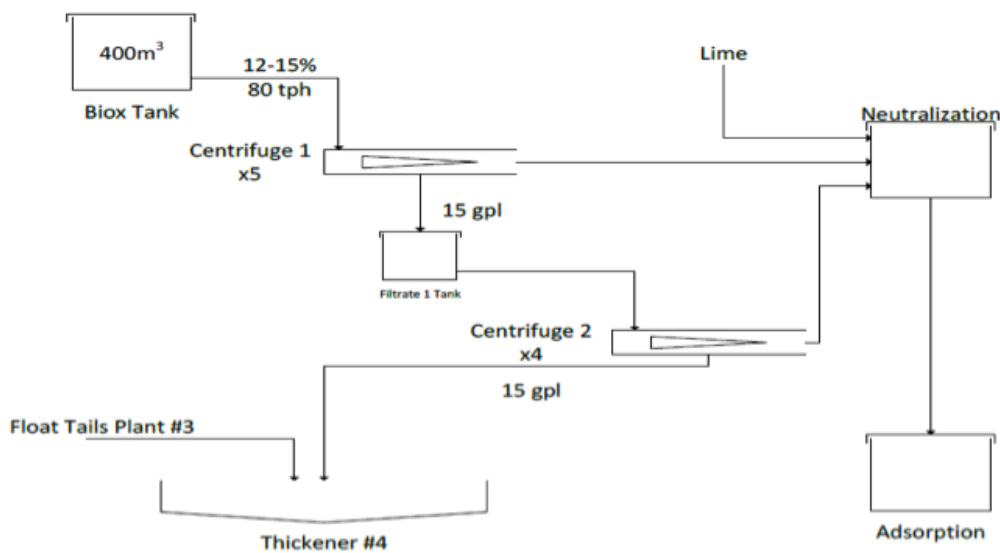 400m³
12-15%
80 tph
Biox Tank
Lime
Neutralization
Centrifuge 1
x5
15 gpl
Filtrate 1 Tank
Centrifuge 2
x4
15 gpl
Float Tails Plant #3
Thickener #4
Adsorption